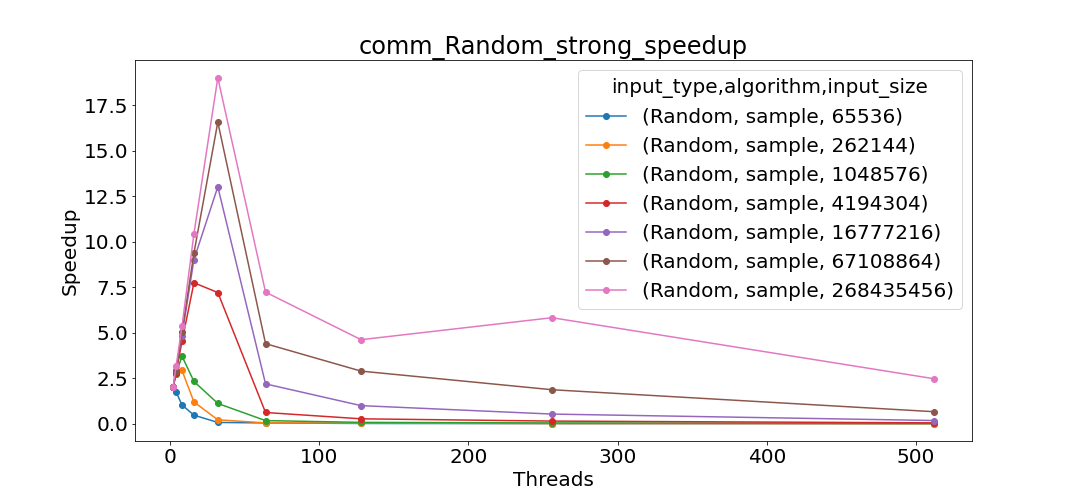 comm_Random_strong_speedup
input_type,algorithm,input_size
(Random, sample, 65536)
(Random, sample, 262144)
(Random, sample, 1048576)
(Random, sample, 4194304)
(Random, sample, 16777216)
(Random, sample, 67108864)
(Random, sample, 268435456)
Speedup
17.5
15.0
12.5
10.0
7.5
5.0
2.5
0.0
0 100 200 300 400 500
Threads